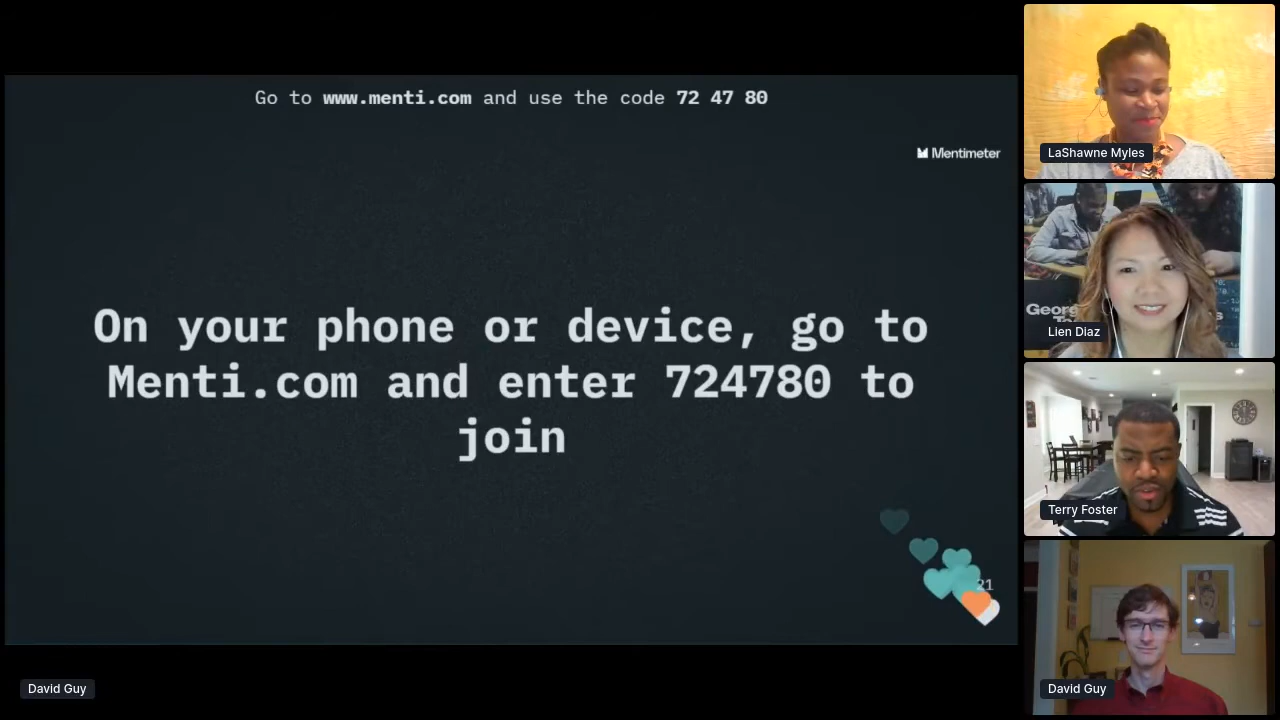 Go to www.menti.com and use the code 72 47 80
Mentimeter
On your phone or device, go to
Menti.com and enter 724780 to
join
21
David Guy
LaShawne Myles
Lien Diaz
Terry Foster
David Guy